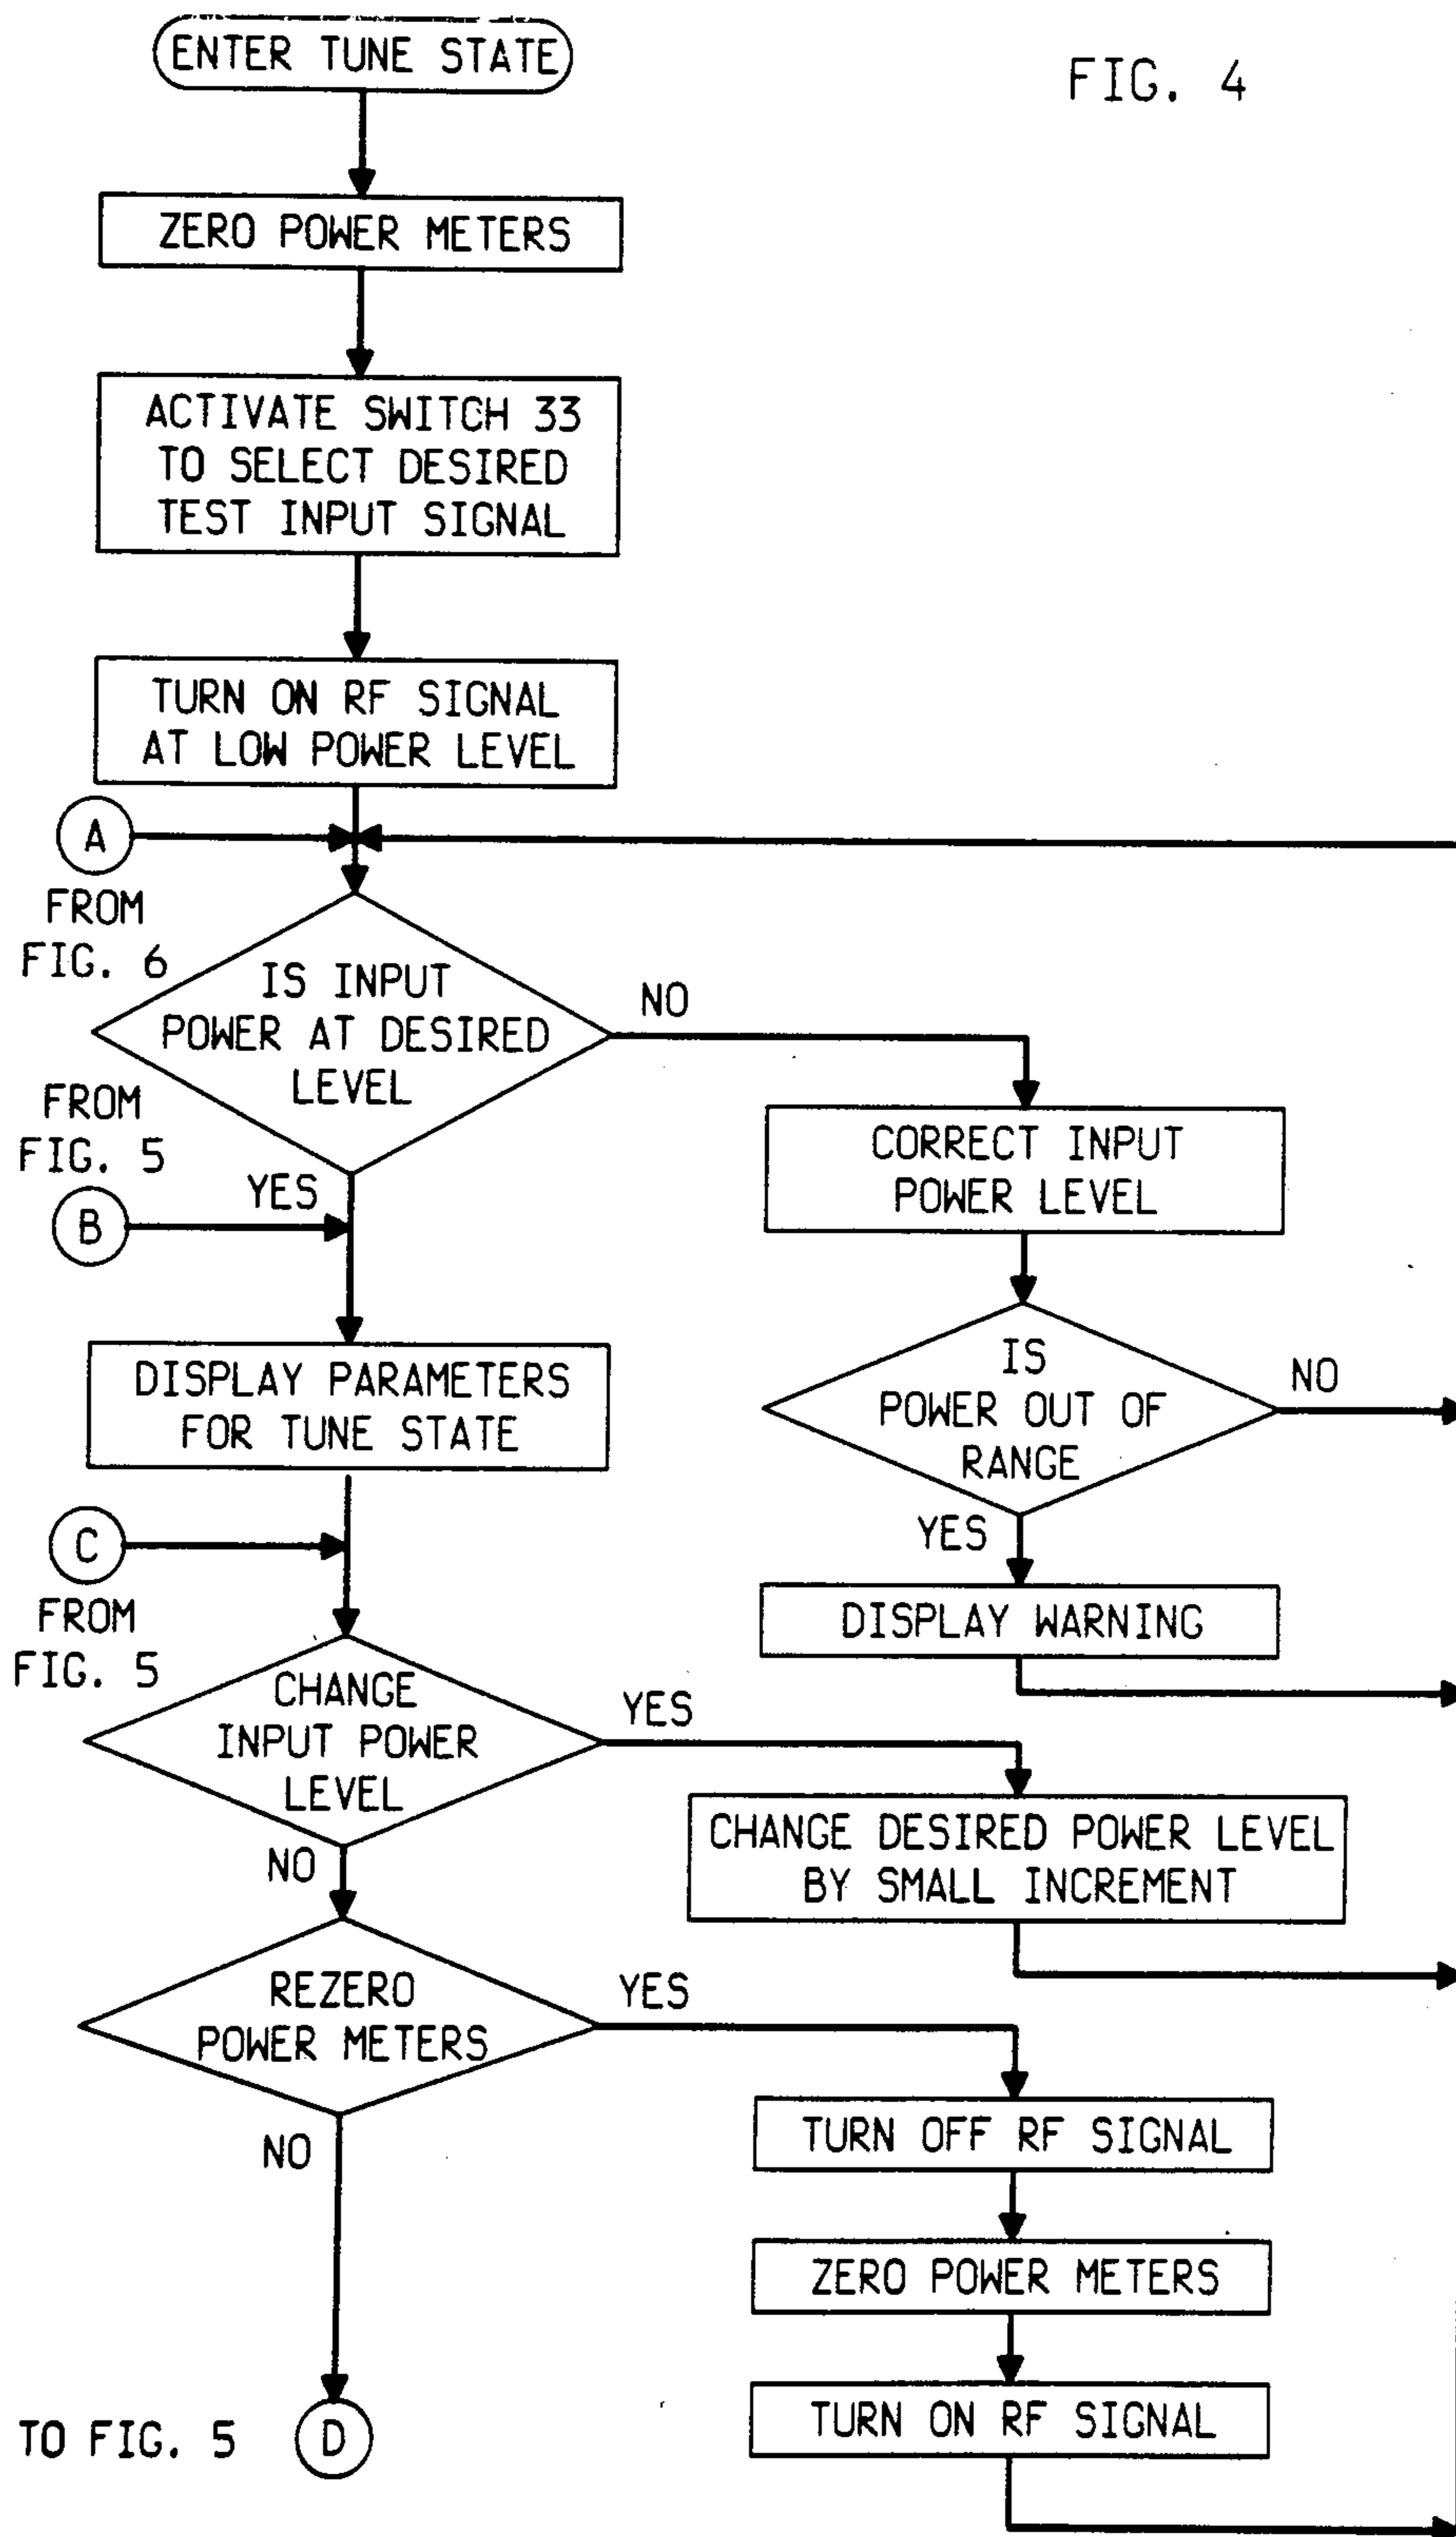 ENTER TUNE STATE
FIG. 4
ZERO POWER METERS
ACTIVATE SWITCH 33
TO SELECT DESIRED
TEST INPUT SIGNAL
TURN ON RF SIGNAL
AT LOW POWER LEVEL
A
FROM
FIG. 6
IS INPUT
POWER AT DESIRED
LEVEL
NO
CORRECT INPUT
POWER LEVEL
FROM
FIG. 5
YES
B
IS
POWER OUT OF
RANGE
NO
YES
DISPLAY WARNING
DISPLAY PARAMETERS
FOR TUNE STATE
C
FROM
FIG. 5
CHANGE
INPUT POWER
LEVEL
YES
CHANGE DESIRED POWER LEVEL
BY SMALL INCREMENT
NO
REZERO
POWER METERS
YES
TURN OFF RF SIGNAL
ZERO POWER METERS
TURN ON RF SIGNAL
NO
TO FIG. 5
D